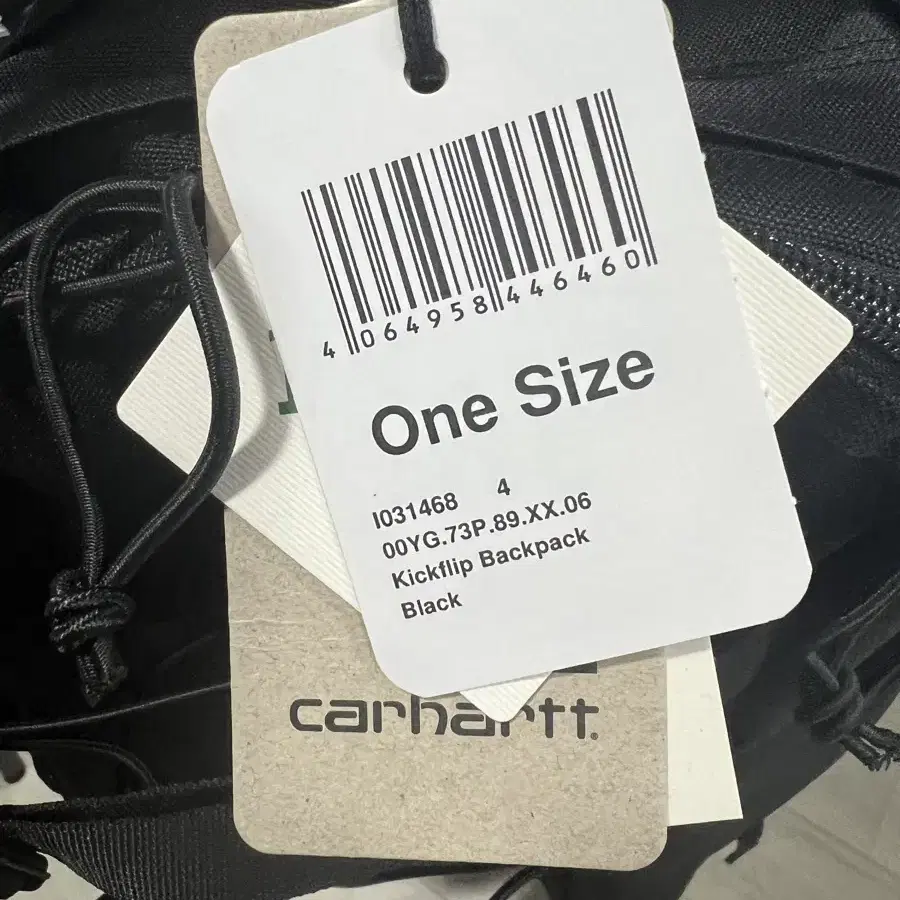 4 064958 446460
One Size
I031468 4
00YG.73P.89.XX.06
Kickflip Backpack
Black
carhartt®